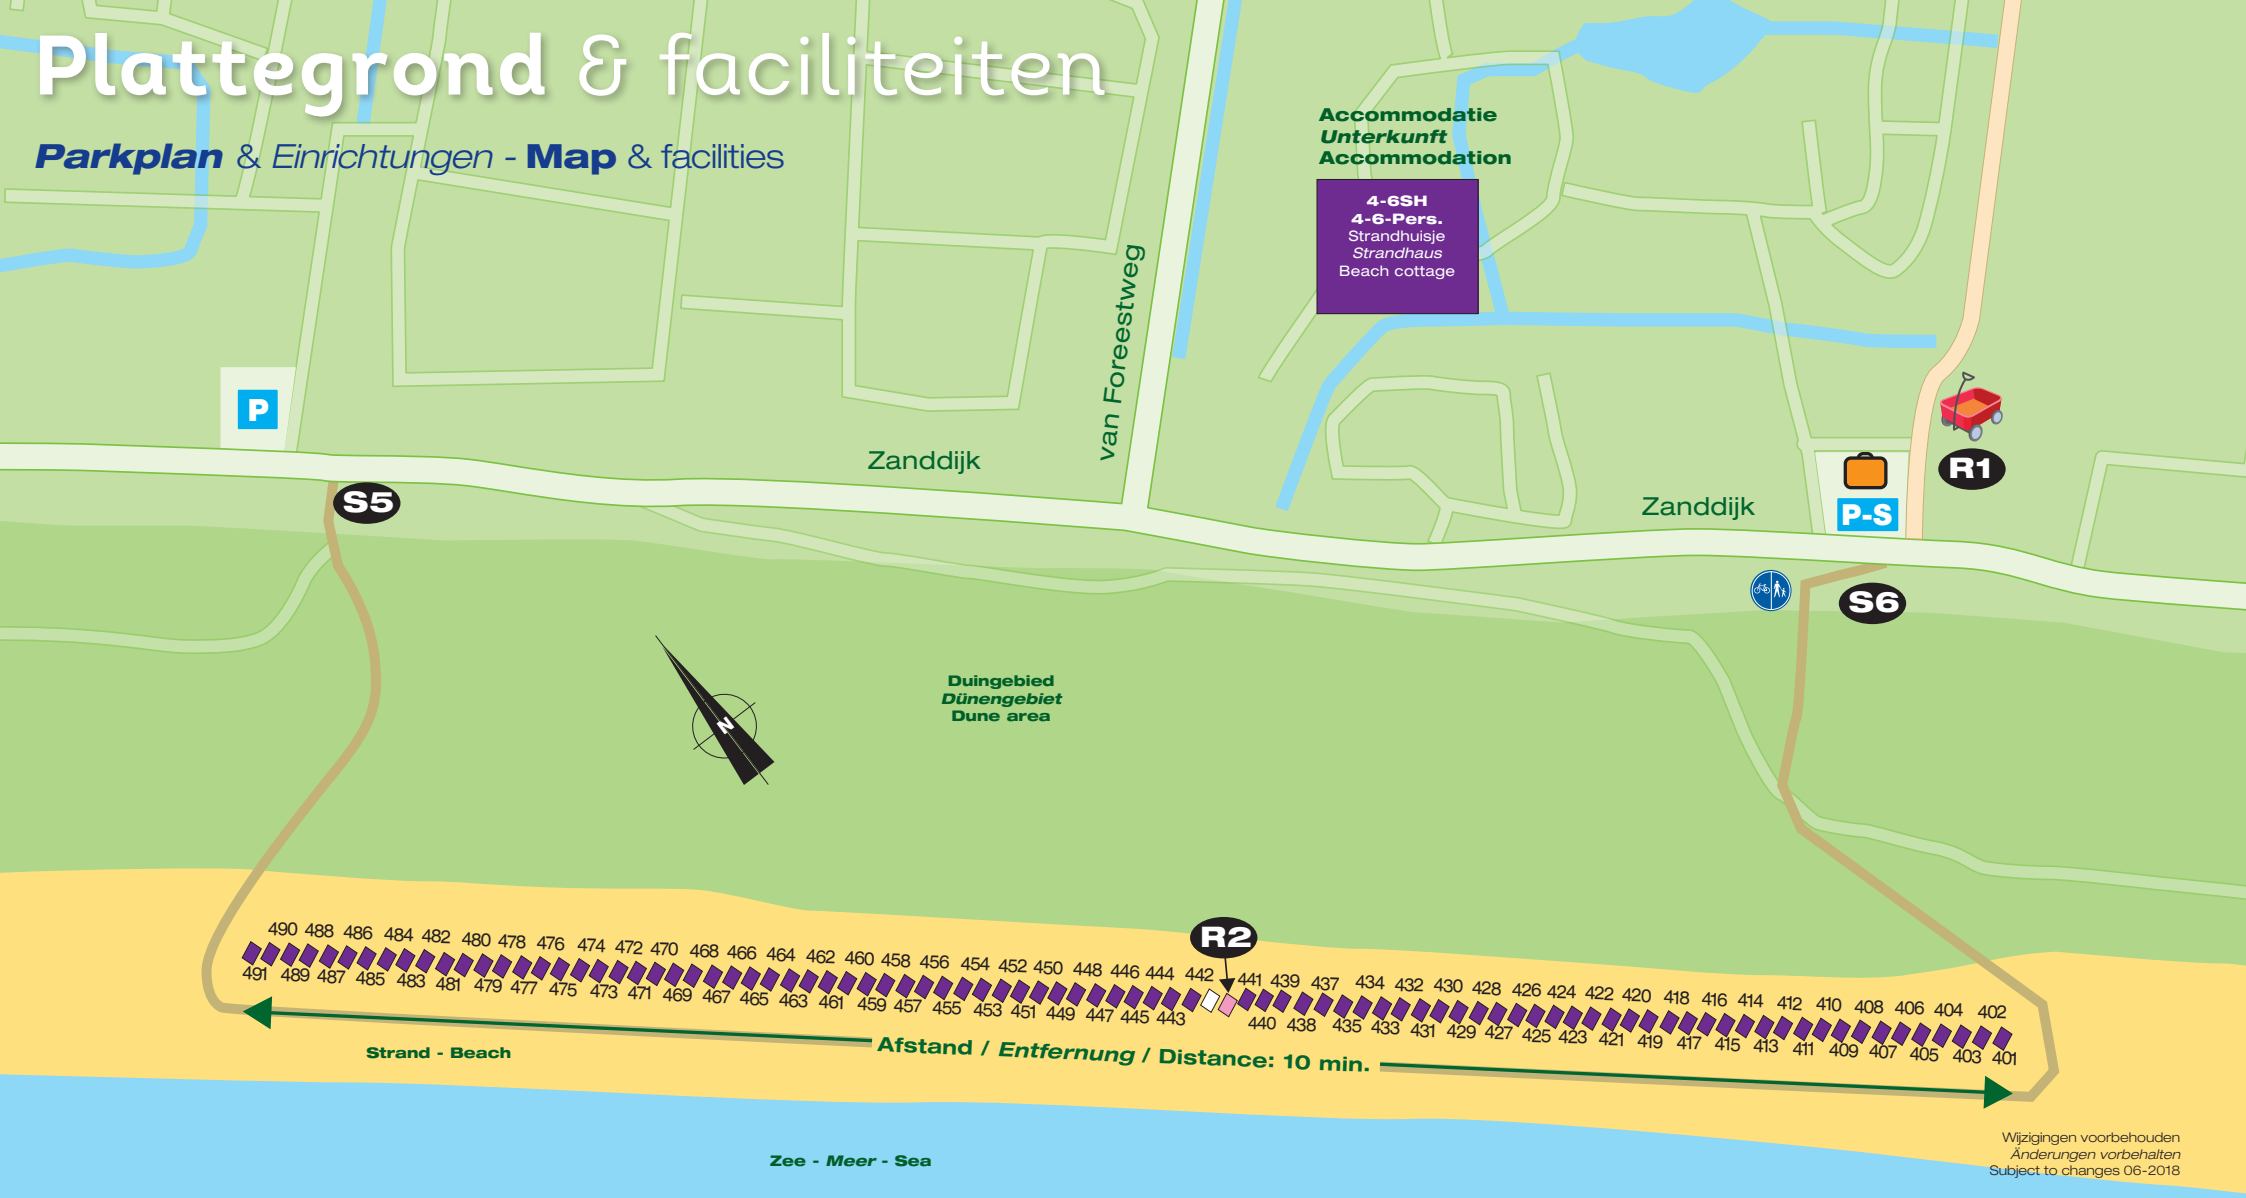 Plattegrond & faciliteiten
Parkplan & Einrichtungen - Map & facilities
Accommodatie
Unterkunft
Accommodation
4-6SH
4-6-Pers.
Strandhuisje
Strandhaus
Beach cottage
van Foreestweg
P
Zanddijk
S5
R1
Zanddijk
P-S
S6
N
Duingebied
Dünengebiet
Dune area
R2
490 488 486 484 482 480 478 476 474 472 470 468 466 464 462 460 458 456 454 452 450 448 446 444 442 441 439 437 434 432 430 428 426 424 422 420 418 416 414 412 410 408 406 404 402
491 489 487 485 483 481 479 477 475 473 471 469 467 465 463 461 459 457 455 453 451 449 447 445 443 440 438 435 433 431 429 427 425 423 421 419 417 415 413 411 409 407 405 403 401
Afstand / Entfernung / Distance: 10 min.
Strand - Beach
Zee - Meer - Sea
Wijzigingen voorbehouden
Änderungen vorbehalten
Subject to changes 06-2018